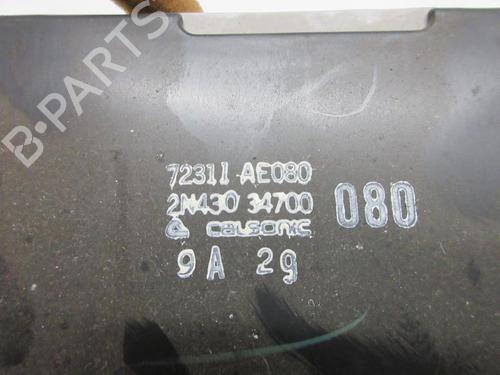 B-PARTS
72311 AE080
2N430 34700
080
calsonic
9A 29